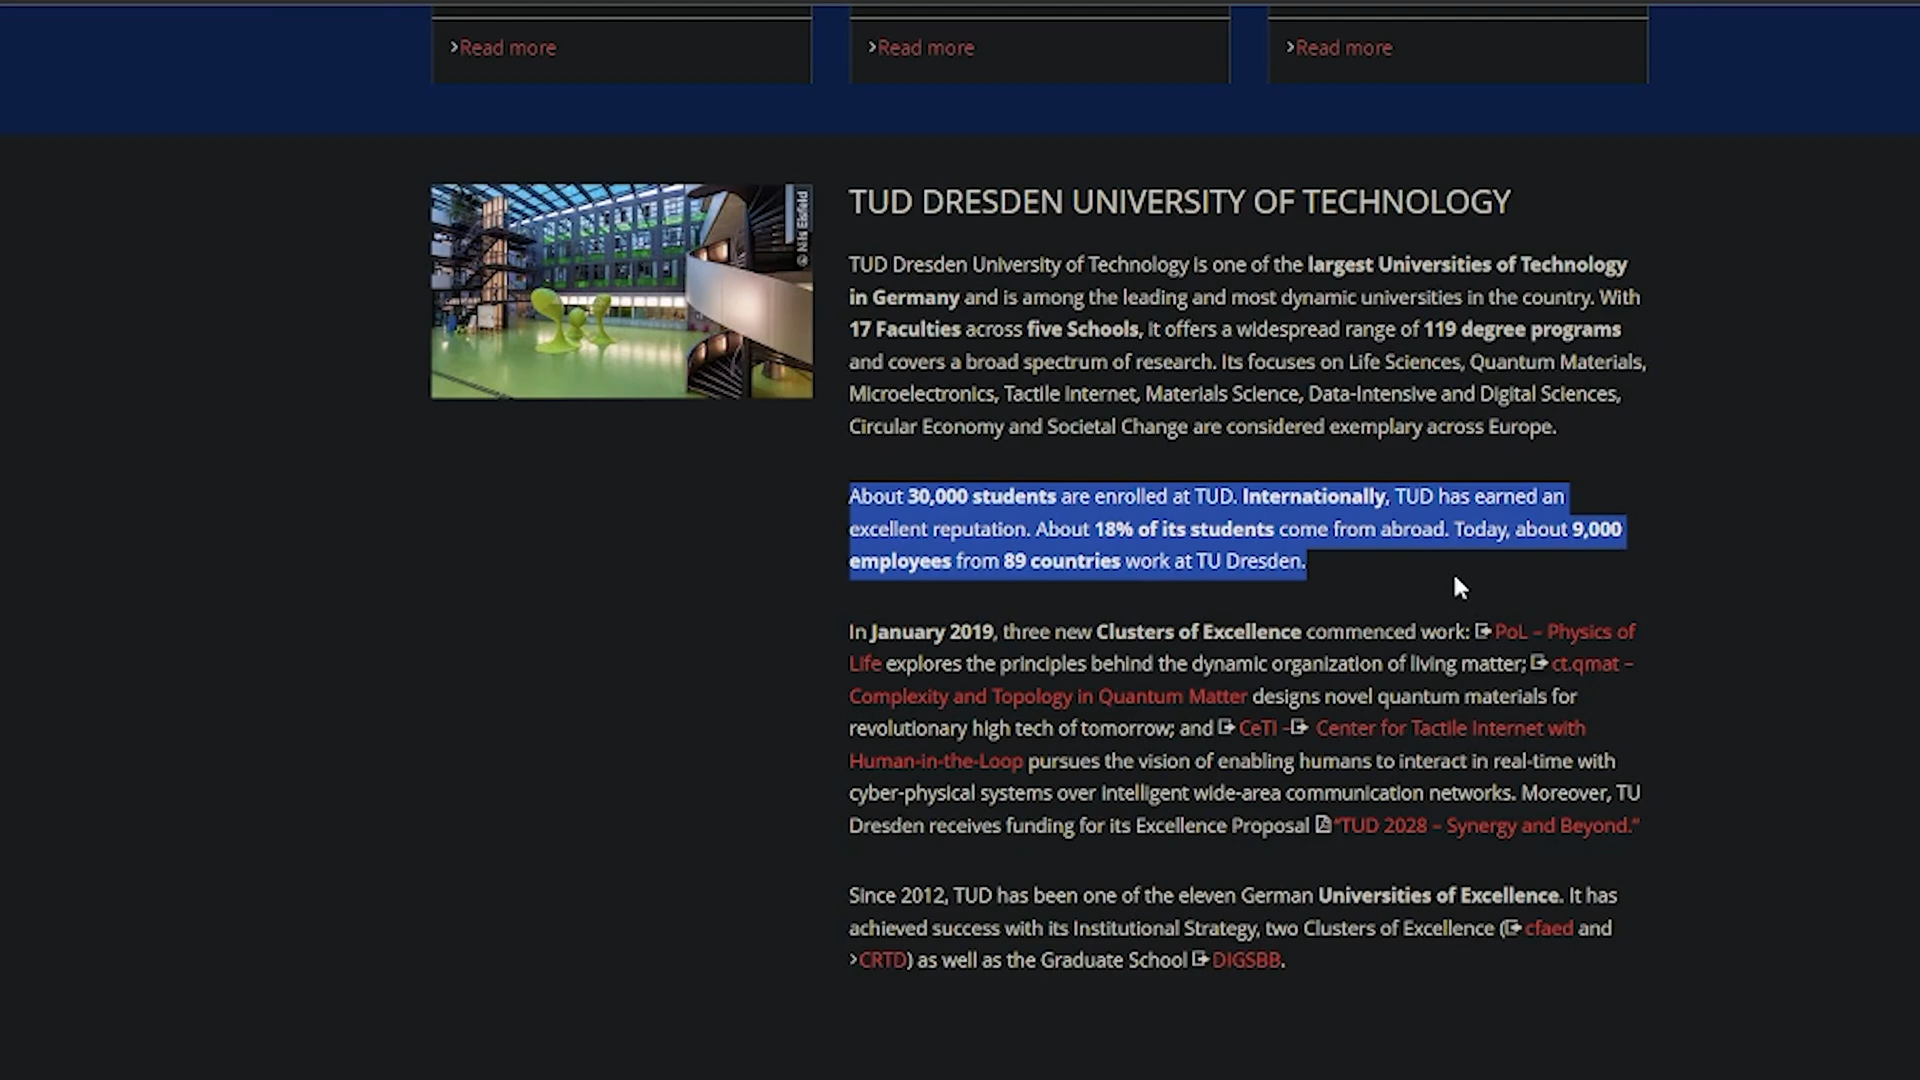 ›Read more
›Read more
›Read more
© Nils Eisfeld
TUD DRESDEN UNIVERSITY OF TECHNOLOGY
TUD Dresden University of Technology is one of the largest Universities of Technology
in Germany and is among the leading and most dynamic universities in the country. With
17 Faculties across five Schools, it offers a widespread range of 119 degree programs
and covers a broad spectrum of research. Its focuses on Life Sciences, Quantum Materials,
Microelectronics, Tactile Internet, Materials Science, Data-Intensive and Digital Sciences,
Circular Economy and Societal Change are considered exemplary across Europe.
About 30,000 students are enrolled at TUD. Internationally, TUD has earned an
excellent reputation. About 18% of its students come from abroad. Today, about 9,000
employees from 89 countries work at TU Dresden.
In January 2019, three new Clusters of Excellence commenced work: PoL – Physics of
Life explores the principles behind the dynamic organization of living matter; ct.qmat –
Complexity and Topology in Quantum Matter designs novel quantum materials for
revolutionary high tech of tomorrow; and CeTI – Center for Tactile Internet with
Human-in-the-Loop pursues the vision of enabling humans to interact in real-time with
cyber-physical systems over intelligent wide-area communication networks. Moreover, TU
Dresden receives funding for its Excellence Proposal “TUD 2028 – Synergy and Beyond.”
Since 2012, TUD has been one of the eleven German Universities of Excellence. It has
achieved success with its Institutional Strategy, two Clusters of Excellence (cfaed and
›CRTD) as well as the Graduate School DIGSBB.